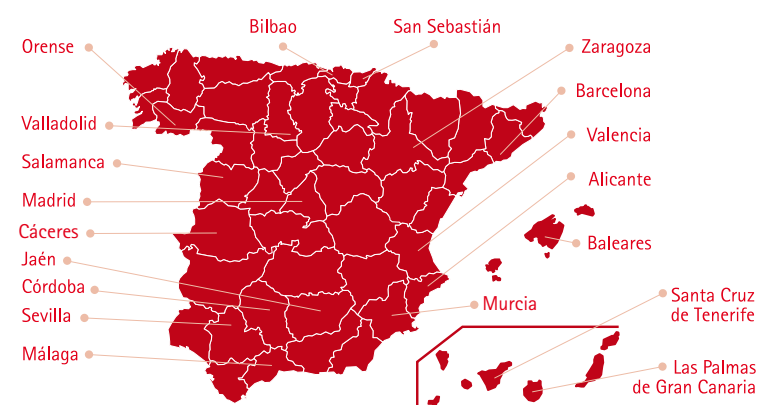 Bilbao
San Sebastián
Orense
Zaragoza
Barcelona
Valladolid
Valencia
Salamanca
Alicante
Madrid
Cáceres
Baleares
Jaén
Córdoba
Murcia
Sevilla
Santa Cruz
de Tenerife
Málaga
Las Palmas
de Gran Canaria